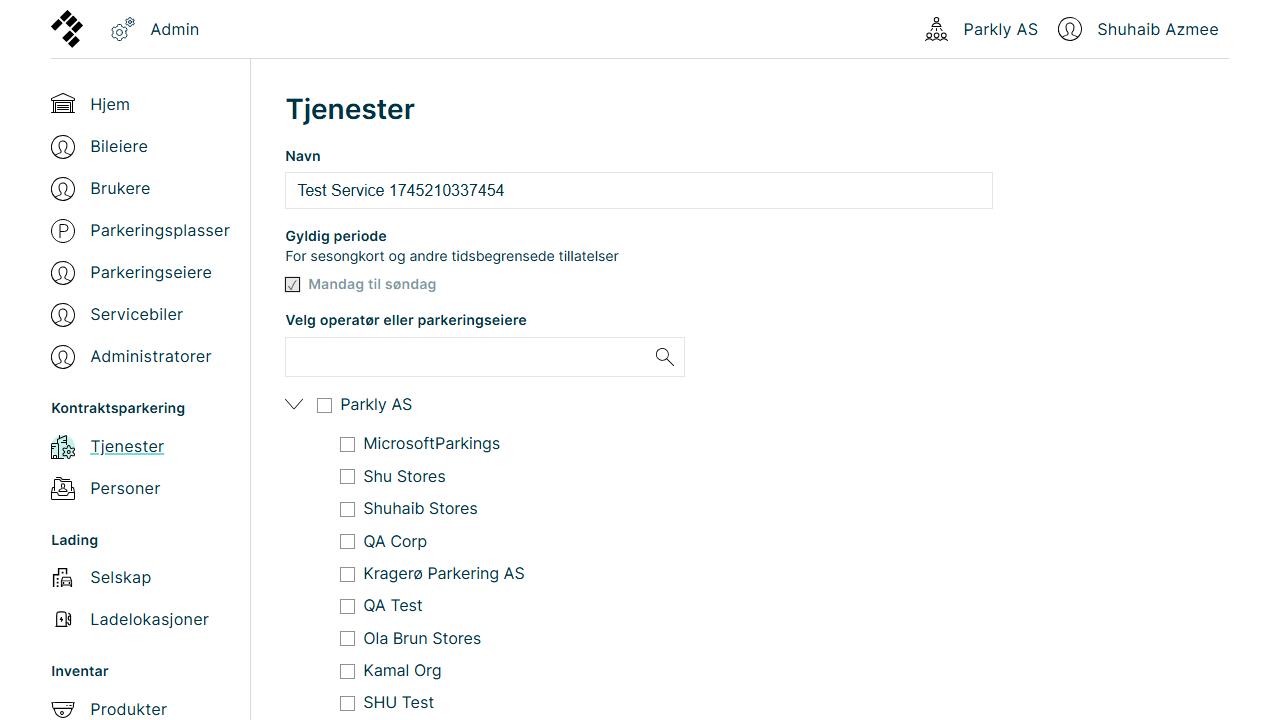 Admin
Parkly AS
Shuhaib Azmee
Hjem
Bileiere
Brukere
Parkeringsplasser
Parkeringseiere
Servicebiler
Administratorer
Kontraktsparkering
Tjenester
Personer
Lading
Selskap
Ladelokasjoner
Inventar
Produkter
Tjenester
Navn
Test Service 1745210337454
Gyldig periode
For sesongkort og andre tidsbegrensede tillatelser
Mandag til søndag
Velg operatør eller parkeringseiere
Parkly AS
MicrosoftParkings
Shu Stores
Shuhaib Stores
QA Corp
Kragerø Parkering AS
QA Test
Ola Brun Stores
Kamal Org
SHU Test